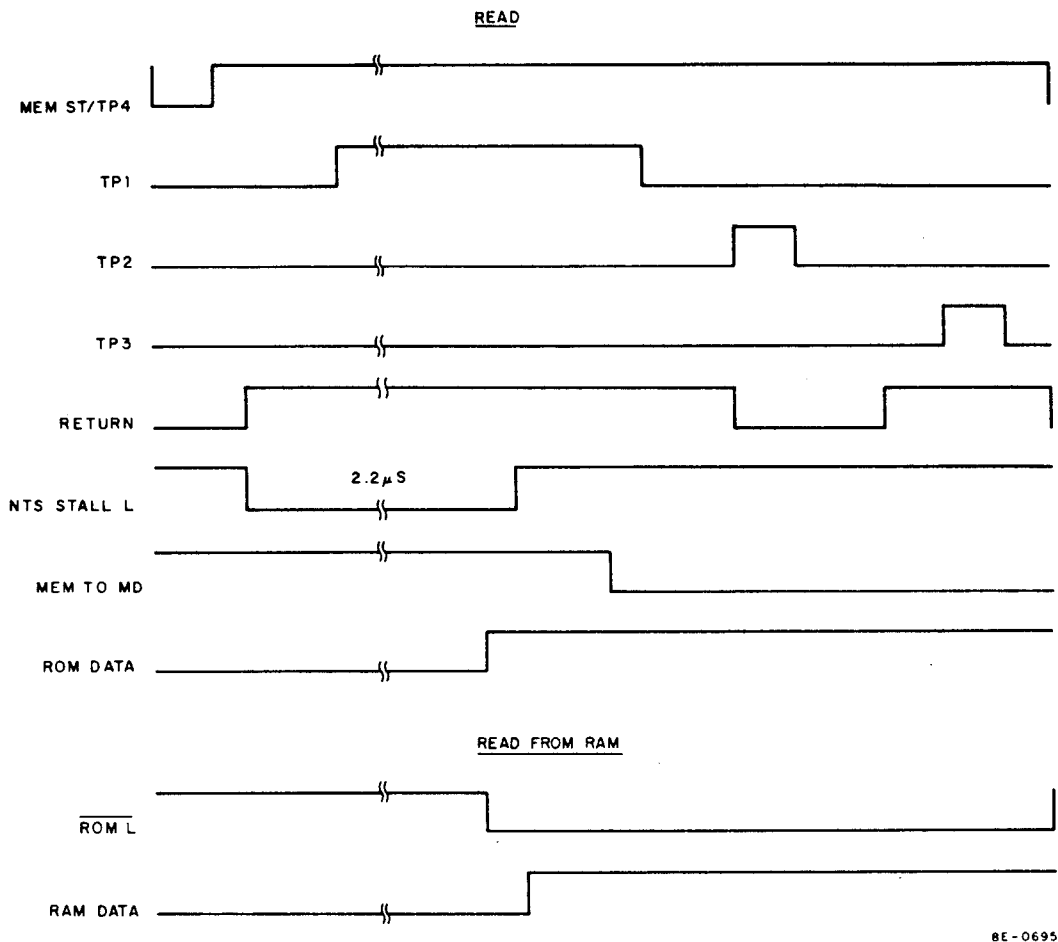 READ
MEM ST/TP4
TP1
TP2
TP3
RETURN
2.2μS
NTS STALL L
MEM TO MD
ROM DATA
READ FROM RAM
ROM L
RAM DATA
8E-0695